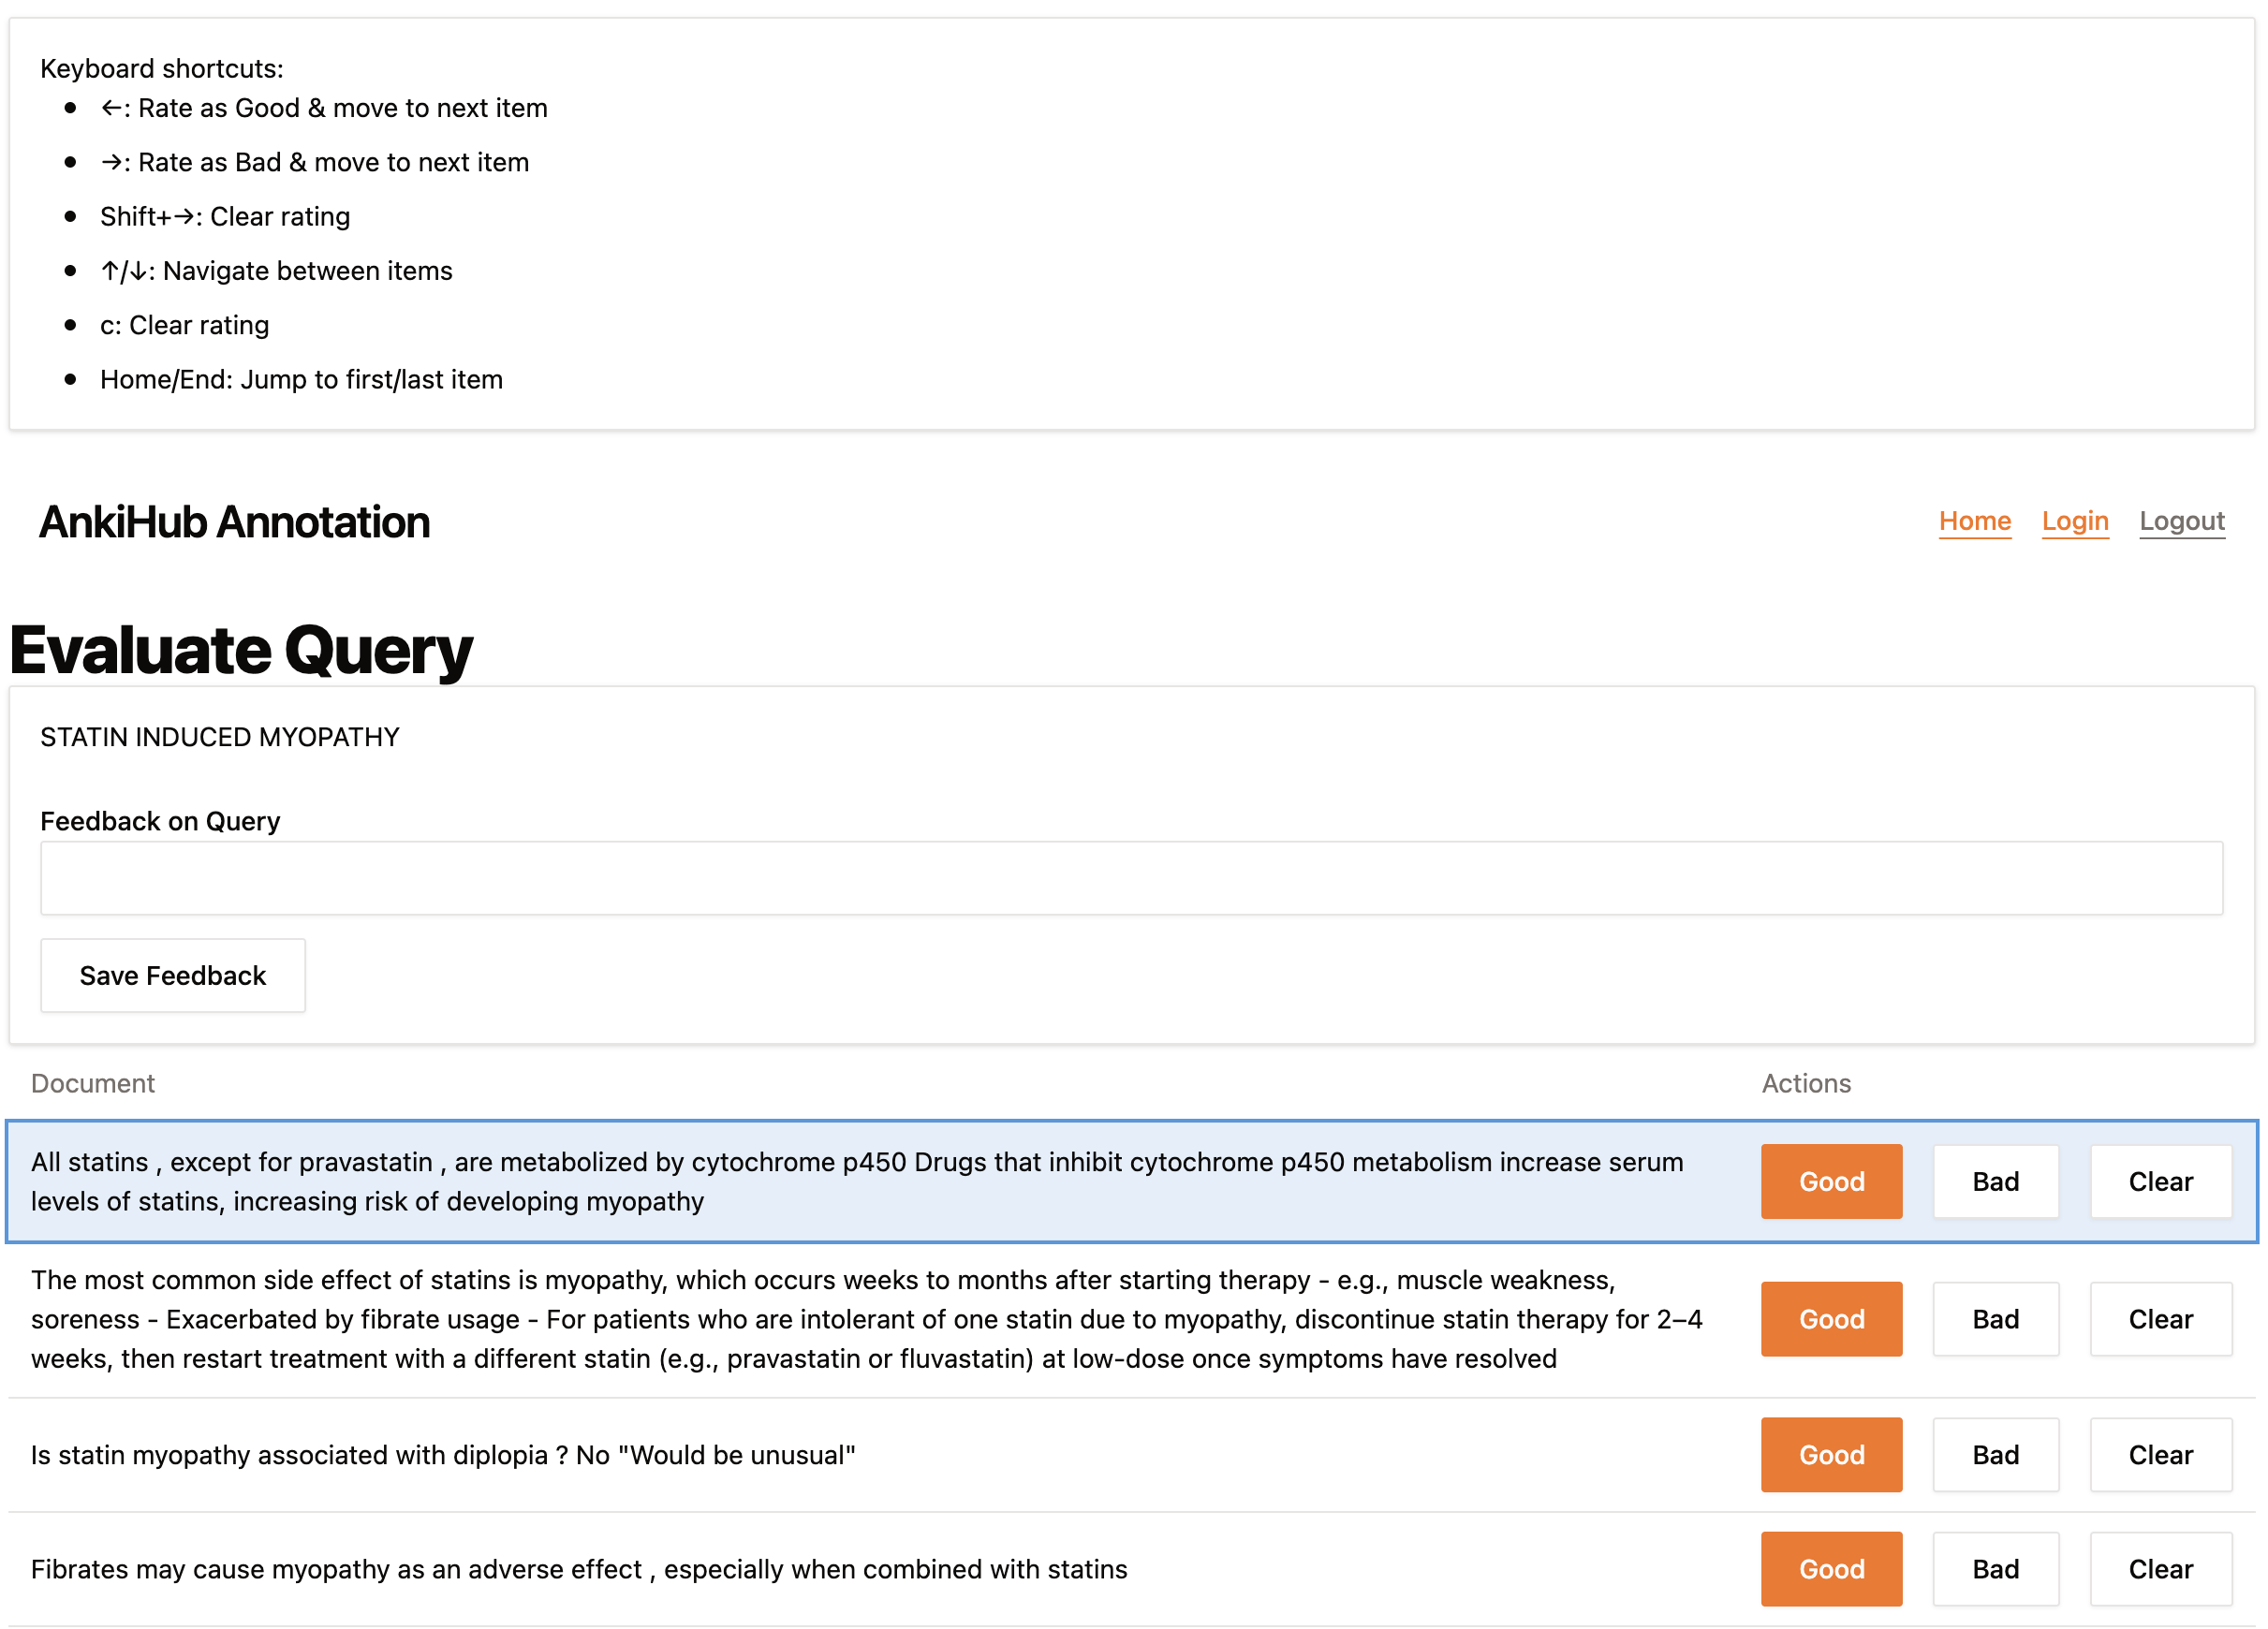 Keyboard shortcuts:
• ←: Rate as Good & move to next item
• →: Rate as Bad & move to next item
• Shift+→: Clear rating
• ↑/↓: Navigate between items
• c: Clear rating
• Home/End: Jump to first/last item
AnkiHub Annotation
Home Login Logout
Evaluate Query
STATIN INDUCED MYOPATHY
Feedback on Query
Save Feedback
Document Actions
All statins , except for pravastatin , are metabolized by cytochrome p450 Drugs that inhibit cytochrome p450 metabolism increase serum
levels of statins, increasing risk of developing myopathy
Good Bad Clear
The most common side effect of statins is myopathy, which occurs weeks to months after starting therapy - e.g., muscle weakness,
soreness - Exacerbated by fibrate usage - For patients who are intolerant of one statin due to myopathy, discontinue statin therapy for 2–4
weeks, then restart treatment with a different statin (e.g., pravastatin or fluvastatin) at low-dose once symptoms have resolved
Good Bad Clear
Is statin myopathy associated with diplopia ? No "Would be unusual"
Good Bad Clear
Fibrates may cause myopathy as an adverse effect , especially when combined with statins
Good Bad Clear